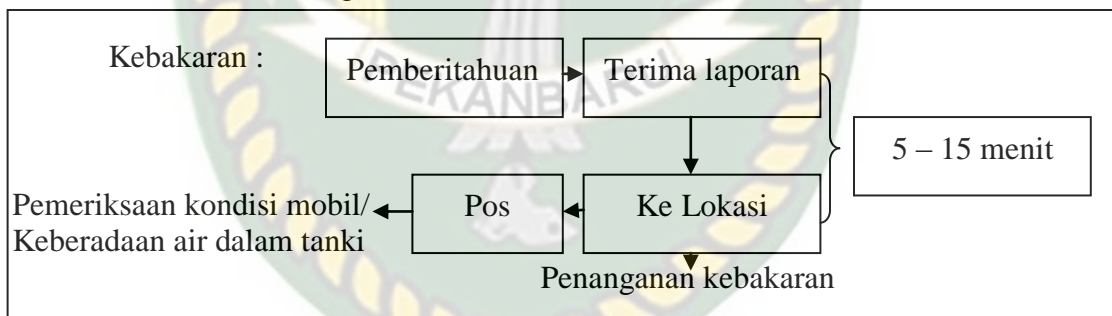 Kebakaran :
Pemberitahuan
Terima laporan
5 – 15 menit
Ke Lokasi
Pos
Pemeriksaan kondisi mobil/
Keberadaan air dalam tanki
Penanganan kebakaran
PEKANBARU